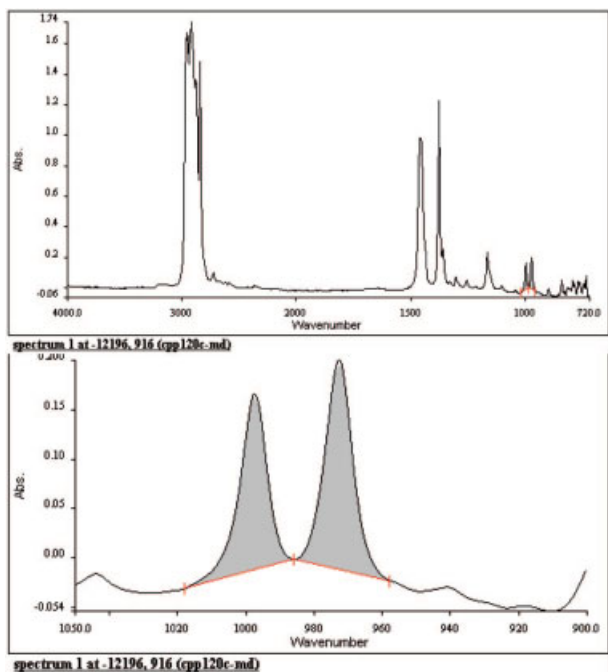 1.74
1.6
1.4
1.2
1.0
0.8
0.6
0.4
0.2
-0.06
Abs.
4000.0 3000 2000 1500 1000 720.0
Wavenumber
spectrum 1 at -12196, 916 (cpp120c-md)
0.200
0.15
0.10
0.05
0.00
-0.054
Abs.
1050.0 1020 1000 980 960 940 920 900.0
Wavenumber
spectrum 1 at -12196, 916 (cpp120c-md)